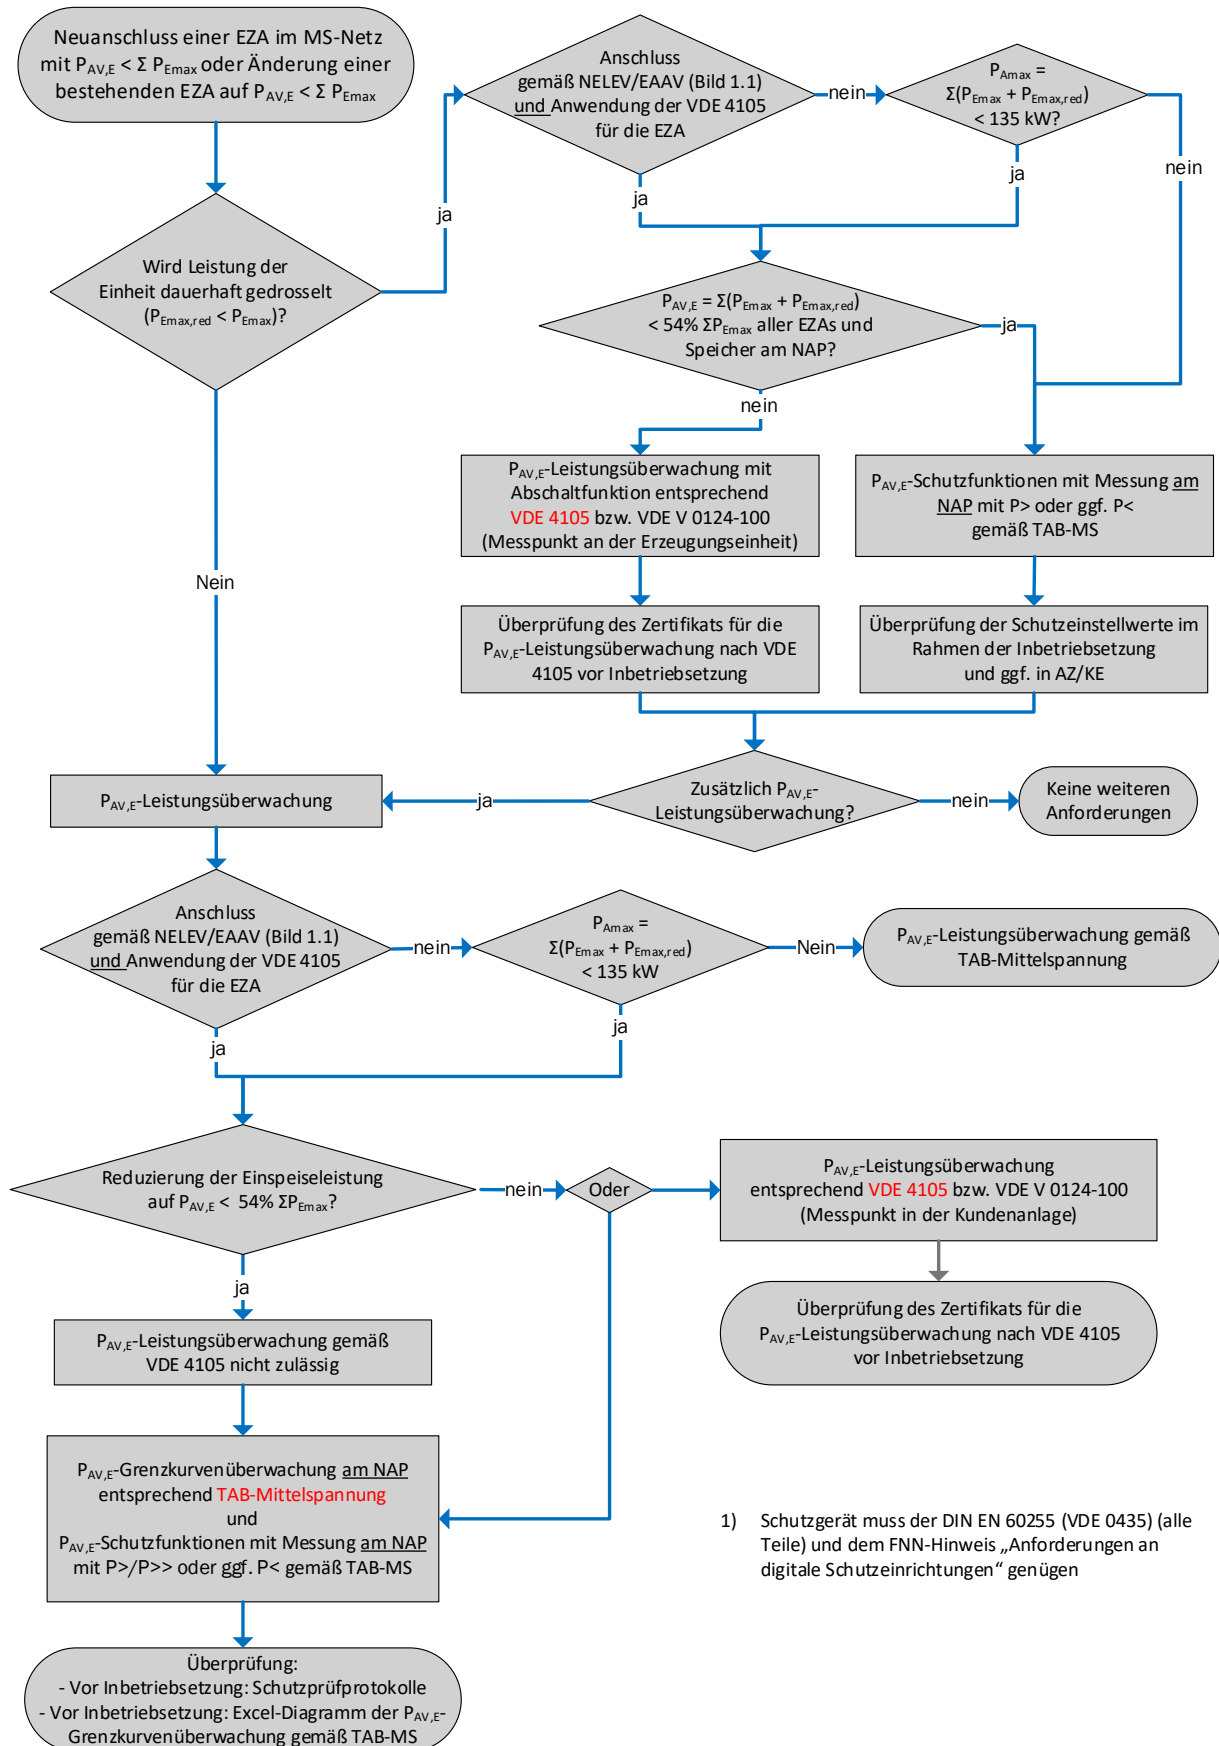 Neuanschluss einer EZA im MS-Netz
mit PAV,E < Σ PEmax oder Änderung einer
bestehenden EZA auf PAV,E < Σ PEmax
Anschluss
gemäß NELEV/EAAV (Bild 1.1)
und Anwendung der VDE 4105
für die EZA
nein
PAmax =
Σ(PEmax + PEmax,red)
< 135 kW?
nein
ja
ja
ja
Wird Leistung der
Einheit dauerhaft gedrosselt
(PEmax,red < PEmax)?
PAV,E = Σ(PEmax + PEmax,red)
< 54% ΣPEmax aller EZAs und
Speicher am NAP?
ja
nein
Nein
PAV,E-Leistungsüberwachung mit
Abschaltfunktion entsprechend
VDE 4105 bzw. VDE V 0124-100
(Messpunkt an der Erzeugungseinheit)
PAV,E-Schutzfunktionen mit Messung am
NAP mit P> oder ggf. P<
gemäß TAB-MS
Überprüfung des Zertifikats für die
PAV,E-Leistungsüberwachung nach VDE
4105 vor Inbetriebsetzung
Überprüfung der Schutzeinstellwerte im
Rahmen der Inbetriebsetzung
und ggf. in AZ/KE
PAV,E-Leistungsüberwachung
ja
Zusätzlich PAV,E-
Leistungsüberwachung?
nein
Keine weiteren
Anforderungen
Anschluss
gemäß NELEV/EAAV (Bild 1.1)
und Anwendung der VDE 4105
für die EZA
nein
PAmax =
Σ(PEmax + PEmax,red)
< 135 kW
Nein
PAV,E-Leistungsüberwachung gemäß
TAB-Mittelspannung
ja
ja
Reduzierung der Einspeiseleistung
auf PAV,E < 54% ΣPEmax?
nein
Oder
PAV,E-Leistungsüberwachung
entsprechend VDE 4105 bzw. VDE V 0124-100
(Messpunkt in der Kundenanlage)
ja
Überprüfung des Zertifikats für die
PAV,E-Leistungsüberwachung nach VDE 4105
vor Inbetriebsetzung
PAV,E-Leistungsüberwachung gemäß
VDE 4105 nicht zulässig
PAV,E-Grenzkurvenüberwachung am NAP
entsprechend TAB-Mittelspannung
und
PAV,E-Schutzfunktionen mit Messung am NAP
mit P>/P>> oder ggf. P< gemäß TAB-MS
1) Schutzgerät muss der DIN EN 60255 (VDE 0435) (alle
Teile) und dem FNN-Hinweis „Anforderungen an
digitale Schutzeinrichtungen“ genügen
Überprüfung:
- Vor Inbetriebsetzung: Schutzprüfprotokolle
- Vor Inbetriebsetzung: Excel-Diagramm der PAV,E-
Grenzkurvenüberwachung gemäß TAB-MS